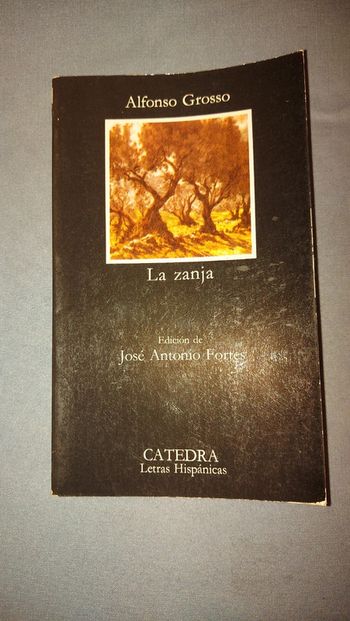 Alfonso Grosso
La zanja
Edición de
José Antonio Fortes
CATEDRA
Letras Hispánicas